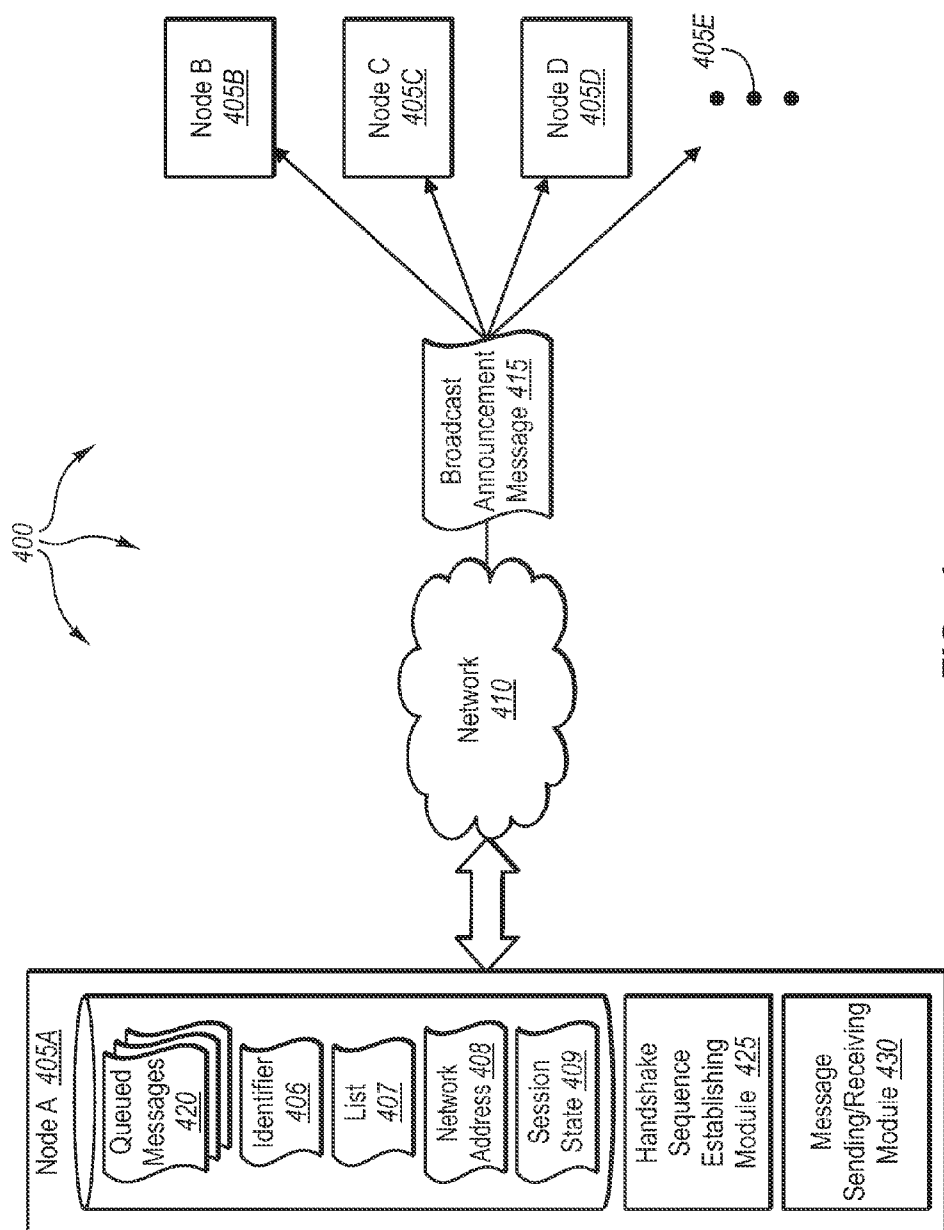 400
Node A 405A
Queued
Messages
420
Identifier
406
List
407
Network
Address 408
Session
State 409
Handshake
Sequence
Establishing
Module 425
Message
Sending/Receiving
Module 430
Network
410
Broadcast
Announcement
Message 415
Node B
405B
Node C
405C
Node D
405D
405E